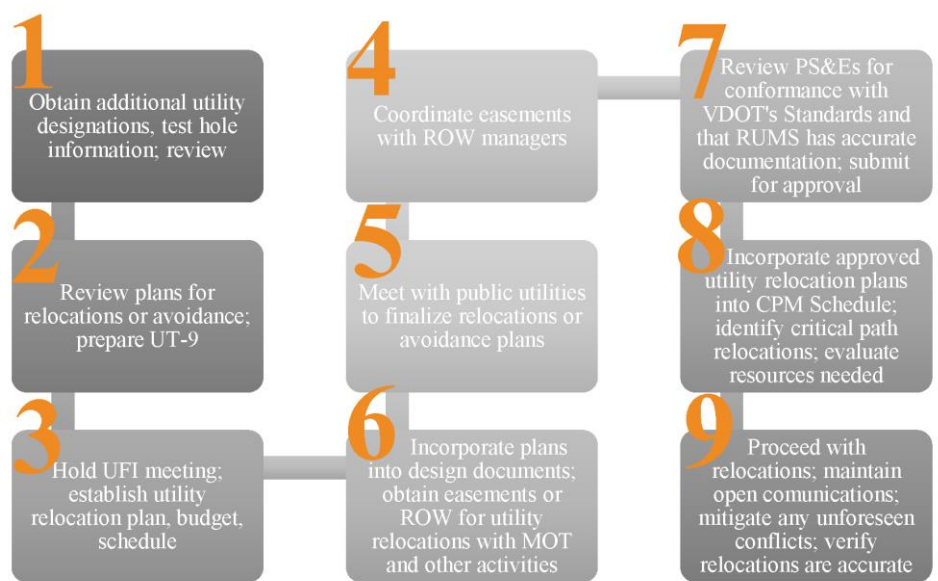 1
Obtain additional utility
designations, test hole
information; review
2
Review plans for
relocations or avoidance;
prepare UT-9
3
Hold UFI meeting;
establish utility
relocation plan, budget,
schedule
4
Coordinate easements
with ROW managers
5
Meet with public utilities
to finalize relocations or
avoidance plans
6
Incorporate plans
into design documents;
obtain easements or
ROW for utility
relocations with MOT
and other activities
7
Review PS&Es for
conformance with
VDOT's Standards and
that RUMS has accurate
documentation; submit
for approval
8
Incorporate approved
utility relocation plans
into CPM Schedule;
identify critical path
relocations; evaluate
resources needed
9
Proceed with
relocations; maintain
open comunications;
mitigate any unforeseen
conflicts; verify
relocations are accurate